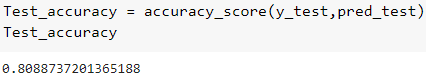 Test_accuracy = accuracy_score(y_test,pred_test)
Test_accuracy
0.8088737201365188